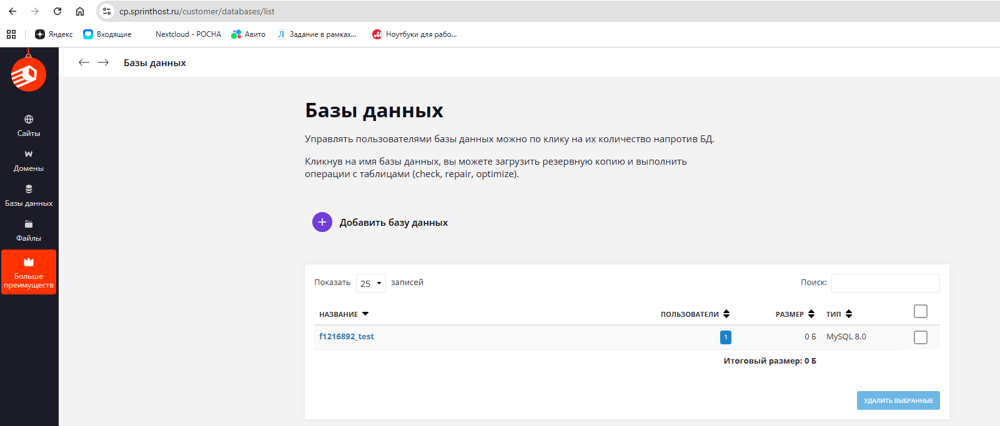 cp.sprinthost.ru/customer/databases/list
Яндекс Входящие Nextcloud - РОСНА Авито Задание в рамках... Ноутбуки для рабо...
Базы данных
Сайты
Домены
Базы данных
Файлы
Больше
преимуществ
Базы данных
Управлять пользователями базы данных можно по клику на их количество напротив БД.
Кликнув на имя базы данных, вы можете загрузить резервную копию и выполнить
операции с таблицами (check, repair, optimize).
Добавить базу данных
Показать 25 записей Поиск:
НАЗВАНИЕ ПОЛЬЗОВАТЕЛИ РАЗМЕР ТИП
f1216892_test 1 0 Б MySQL 8.0
Итоговый размер: 0 Б
УДАЛИТЬ ВЫБРАННЫЕ